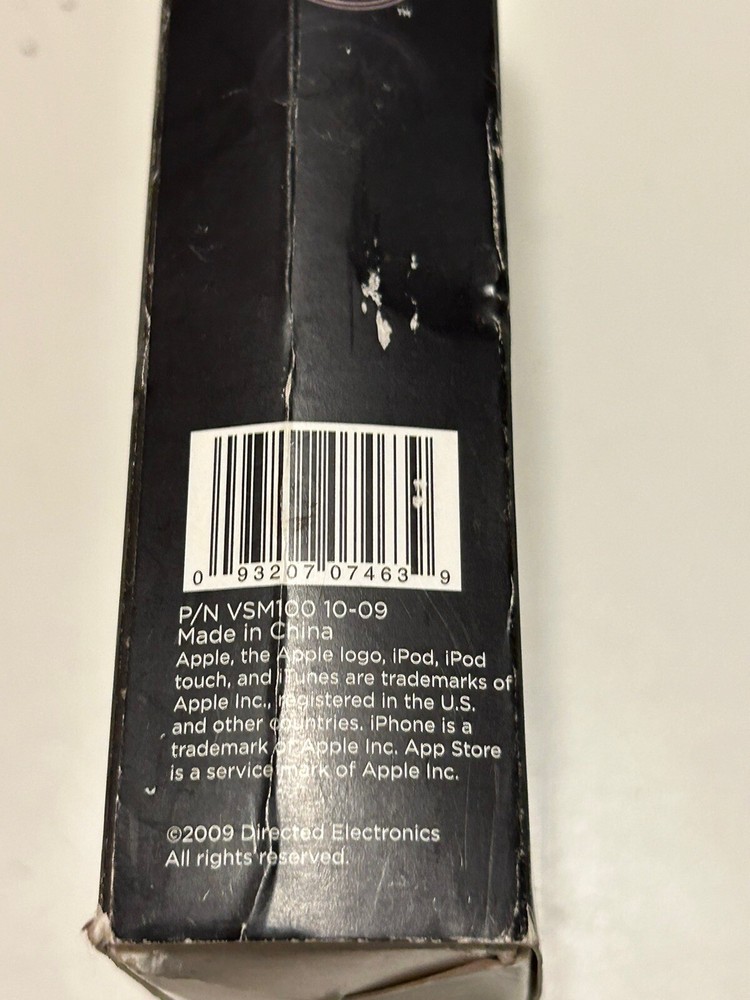 0 93207 07463 9
P/N VSM100 10-09
Made in China
Apple, the Apple logo, iPod, iPod
touch, and iTunes are trademarks of
Apple Inc., registered in the U.S.
and other countries. iPhone is a
trademark of Apple Inc. App Store
is a service mark of Apple Inc.
©2009 Directed Electronics
All rights reserved.